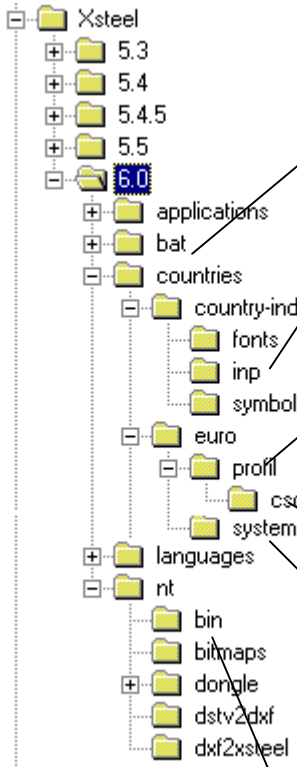 Xsteel
5.3
5.4
5.4.5
5.5
6.0
applications
bat
countries
country-ind
fonts
inp
symbol
euro
profil
system
languages
nt
bin
bitmaps
dongle
dstv2dxf
dxf2xsteel